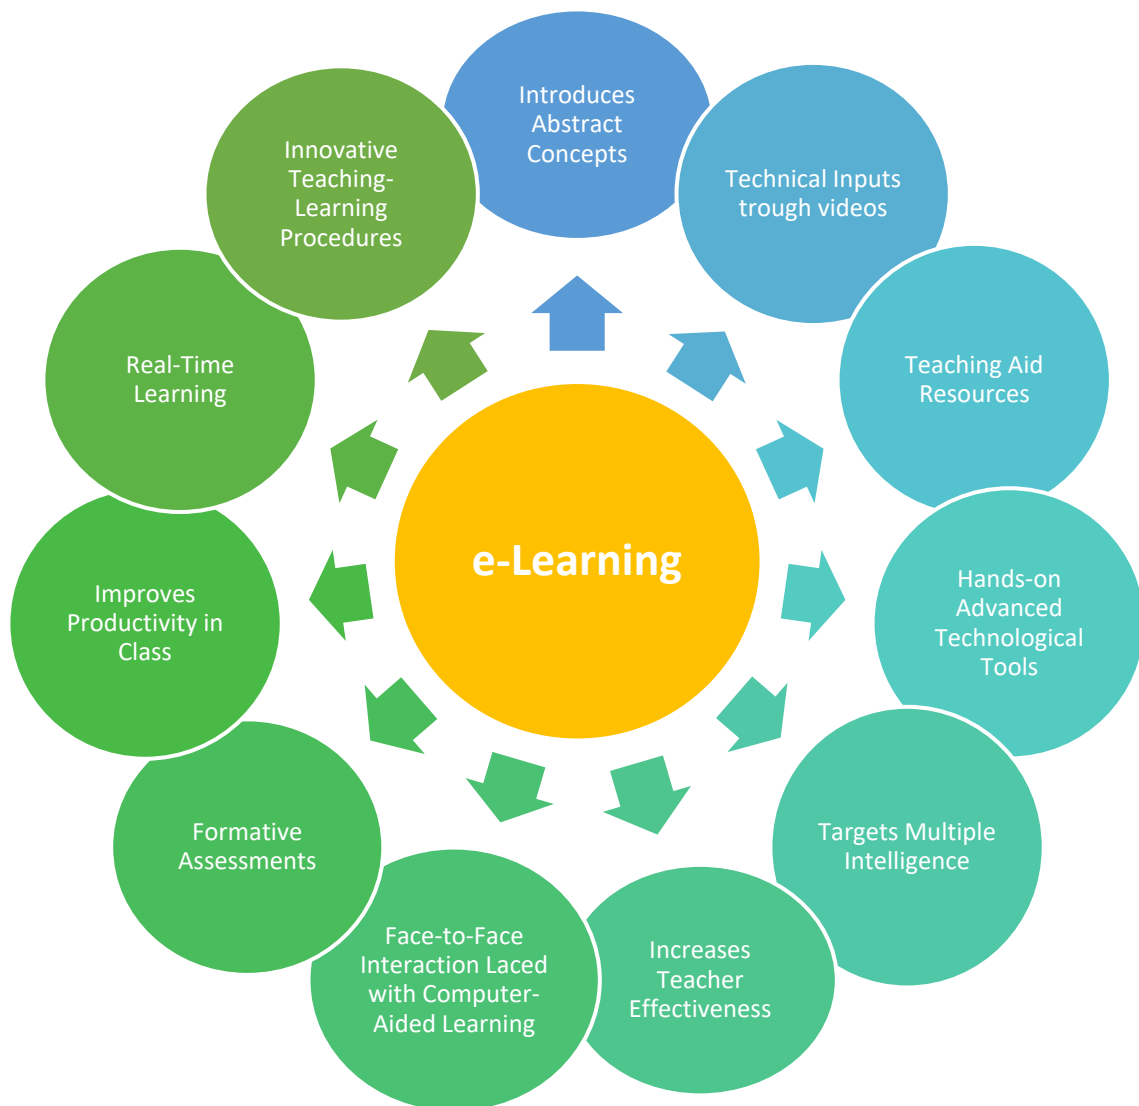 Introduces
Abstract
Concepts
Technical Inputs
trough videos
Teaching Aid
Resources
Hands-on
Advanced
Technological
Tools
Targets Multiple
Intelligence
Increases
Teacher
Effectiveness
Face-to-Face
Interaction Laced
with Computer-
Aided Learning
Formative
Assessments
Improves
Productivity in
Class
Real-Time
Learning
Innovative
Teaching-
Learning
Procedures
e-Learning